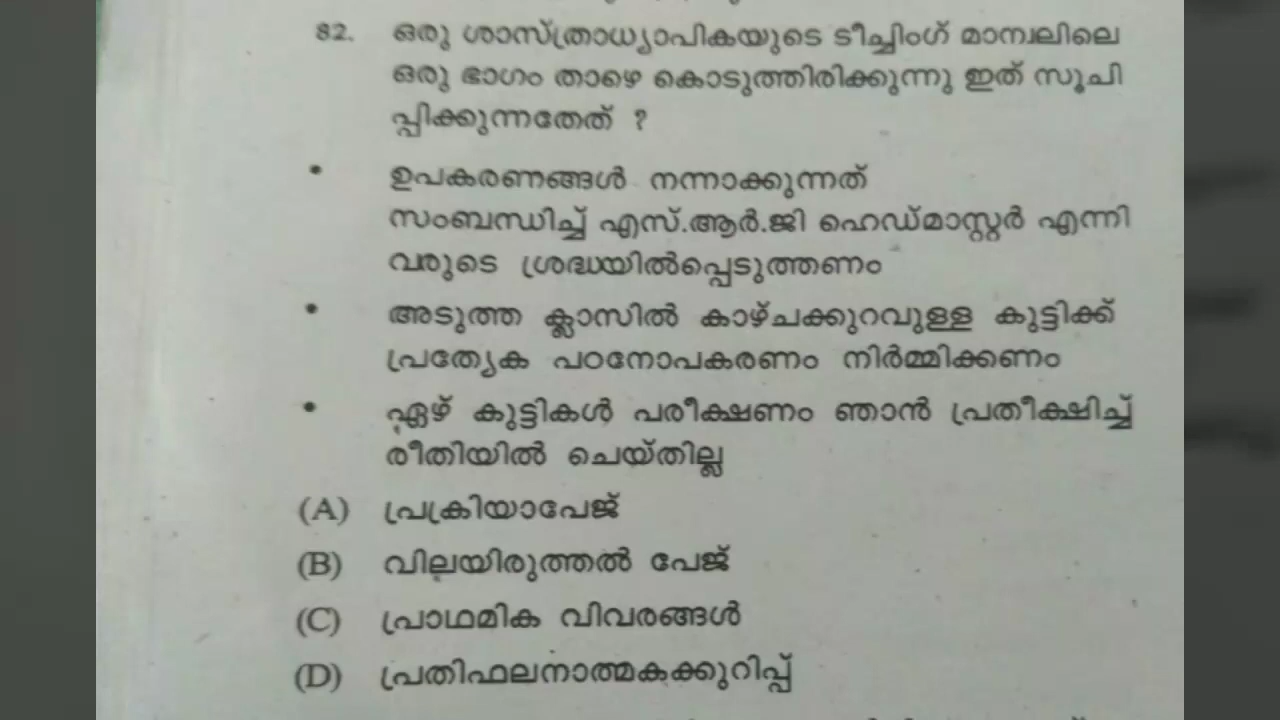 82. ഒരു ശാസ്ത്രാധ്യാപികയുടെ ടീച്ചിംഗ് മാന്വലിലെ
ഒരു ഭാഗം താഴെ കൊടുത്തിരിക്കുന്നു ഇത് സൂചി
പ്പിക്കുന്നതേത് ?
• ഉപകരണങ്ങൾ നന്നാക്കുന്നത്
സംബന്ധിച്ച് എസ്.ആർ.ജി ഹെഡ്മാസ്റ്റർ എന്നി
വരുടെ ശ്രദ്ധയിൽപ്പെടുത്തണം
• അടുത്ത ക്ലാസിൽ കാഴ്ചക്കുറവുള്ള കുട്ടിക്ക്
പ്രത്യേക പഠനോപകരണം നിർമ്മിക്കണം
• ഏഴ് കുട്ടികൾ പരീക്ഷണം ഞാൻ പ്രതീക്ഷിച്ച്
രീതിയിൽ ചെയ്തില്ല
(A) പ്രക്രിയാപേജ്
(B) വിലയിരുത്തൽ പേജ്
(C) പ്രാഥമിക വിവരങ്ങൾ
(D) പ്രതിഫലനാത്മകക്കുറിപ്പ്